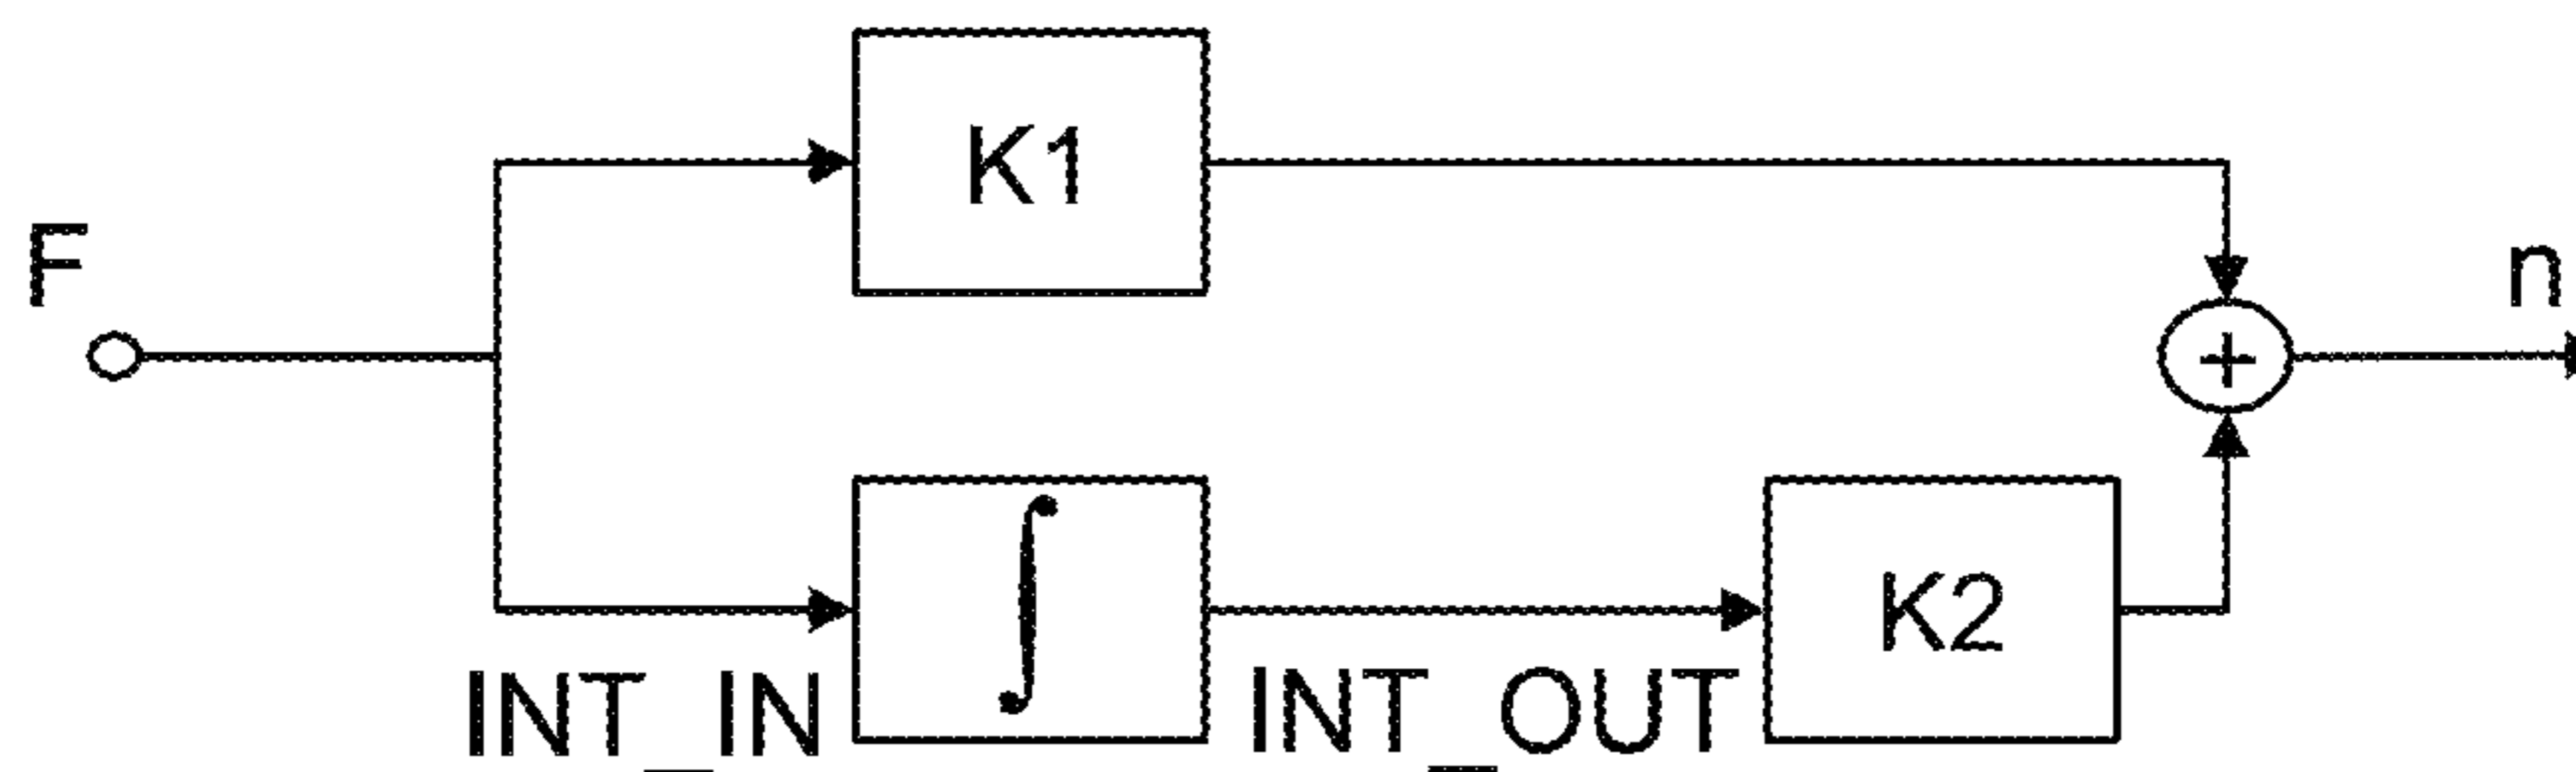 K1
F
n
+
∫
K2
INT_IN
INT_OUT